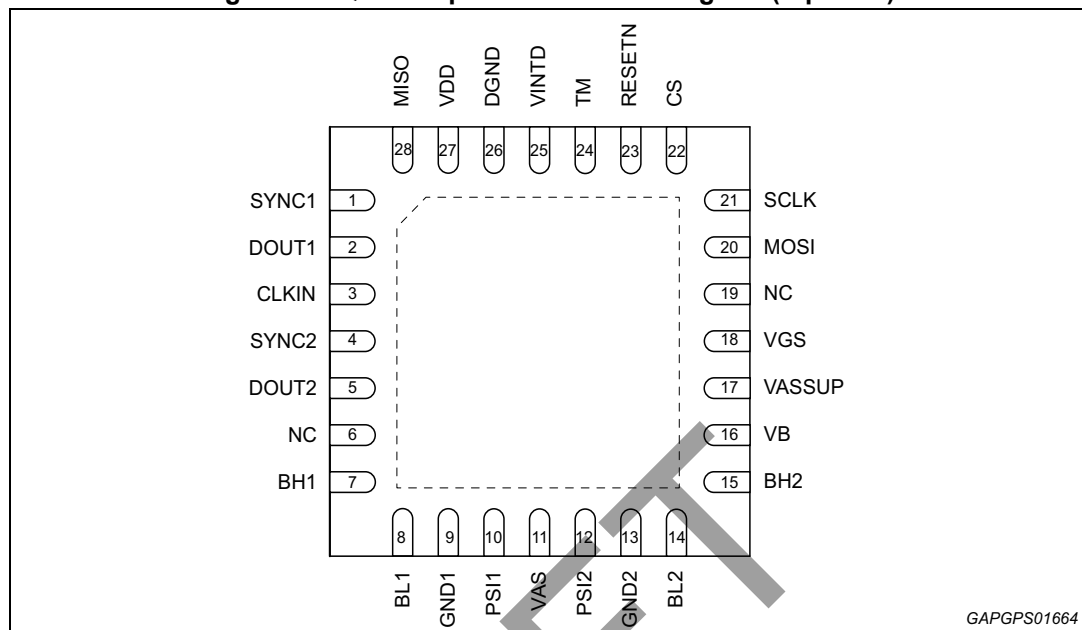 MISO
VDD
DGND
VINTD
TM
RESETN
CS
28 27 26 25 24 23 22
SYNC1 1
DOUT1 2
CLKIN 3
SYNC2 4
DOUT2 5
NC 6
BH1 7
21 SCLK
20 MOSI
19 NC
18 VGS
17 VASSUP
16 VB
15 BH2
8 9 10 11 12 13 14
BL1
GND1
PSI1
VAS
PSI2
GND2
BL2
GAPGPS01664